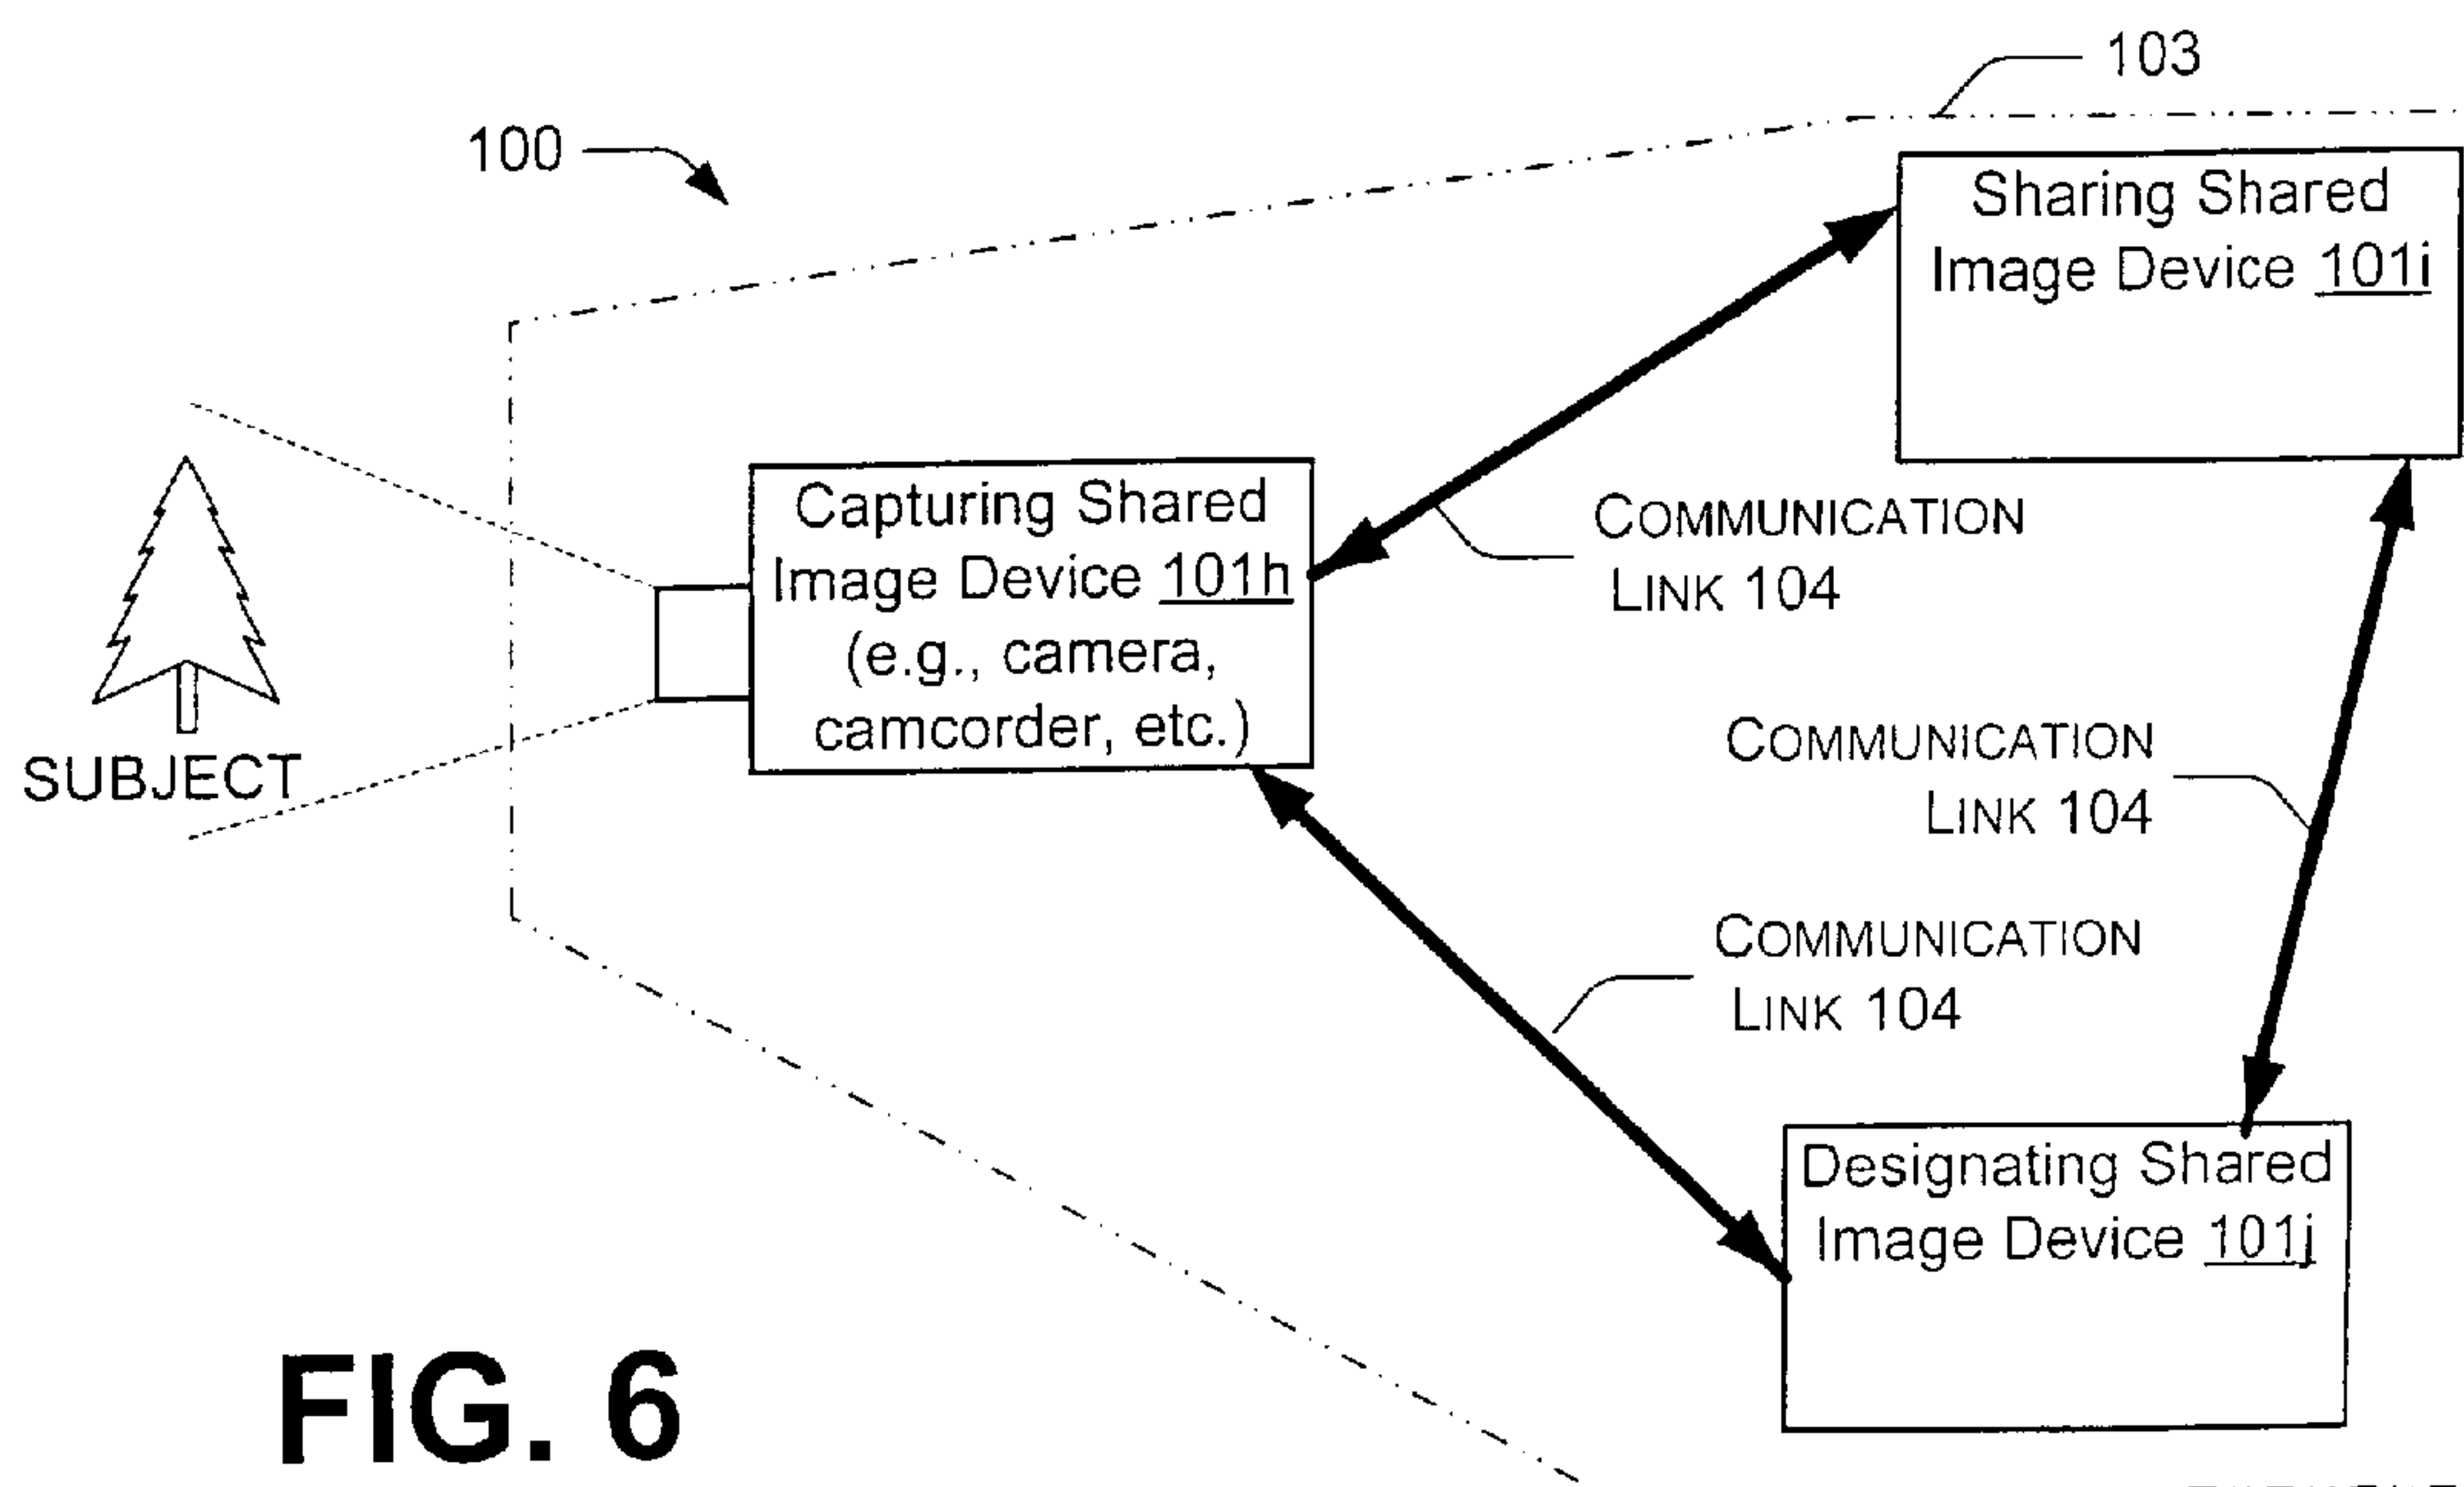 103
100
Sharing Shared
Image Device 101i
Capturing Shared
Image Device 101h
(e.g., camera,
camcorder, etc.)
COMMUNICATION
LINK 104
SUBJECT
COMMUNICATION
LINK 104
COMMUNICATION
LINK 104
Designating Shared
Image Device 101j
FIG. 6